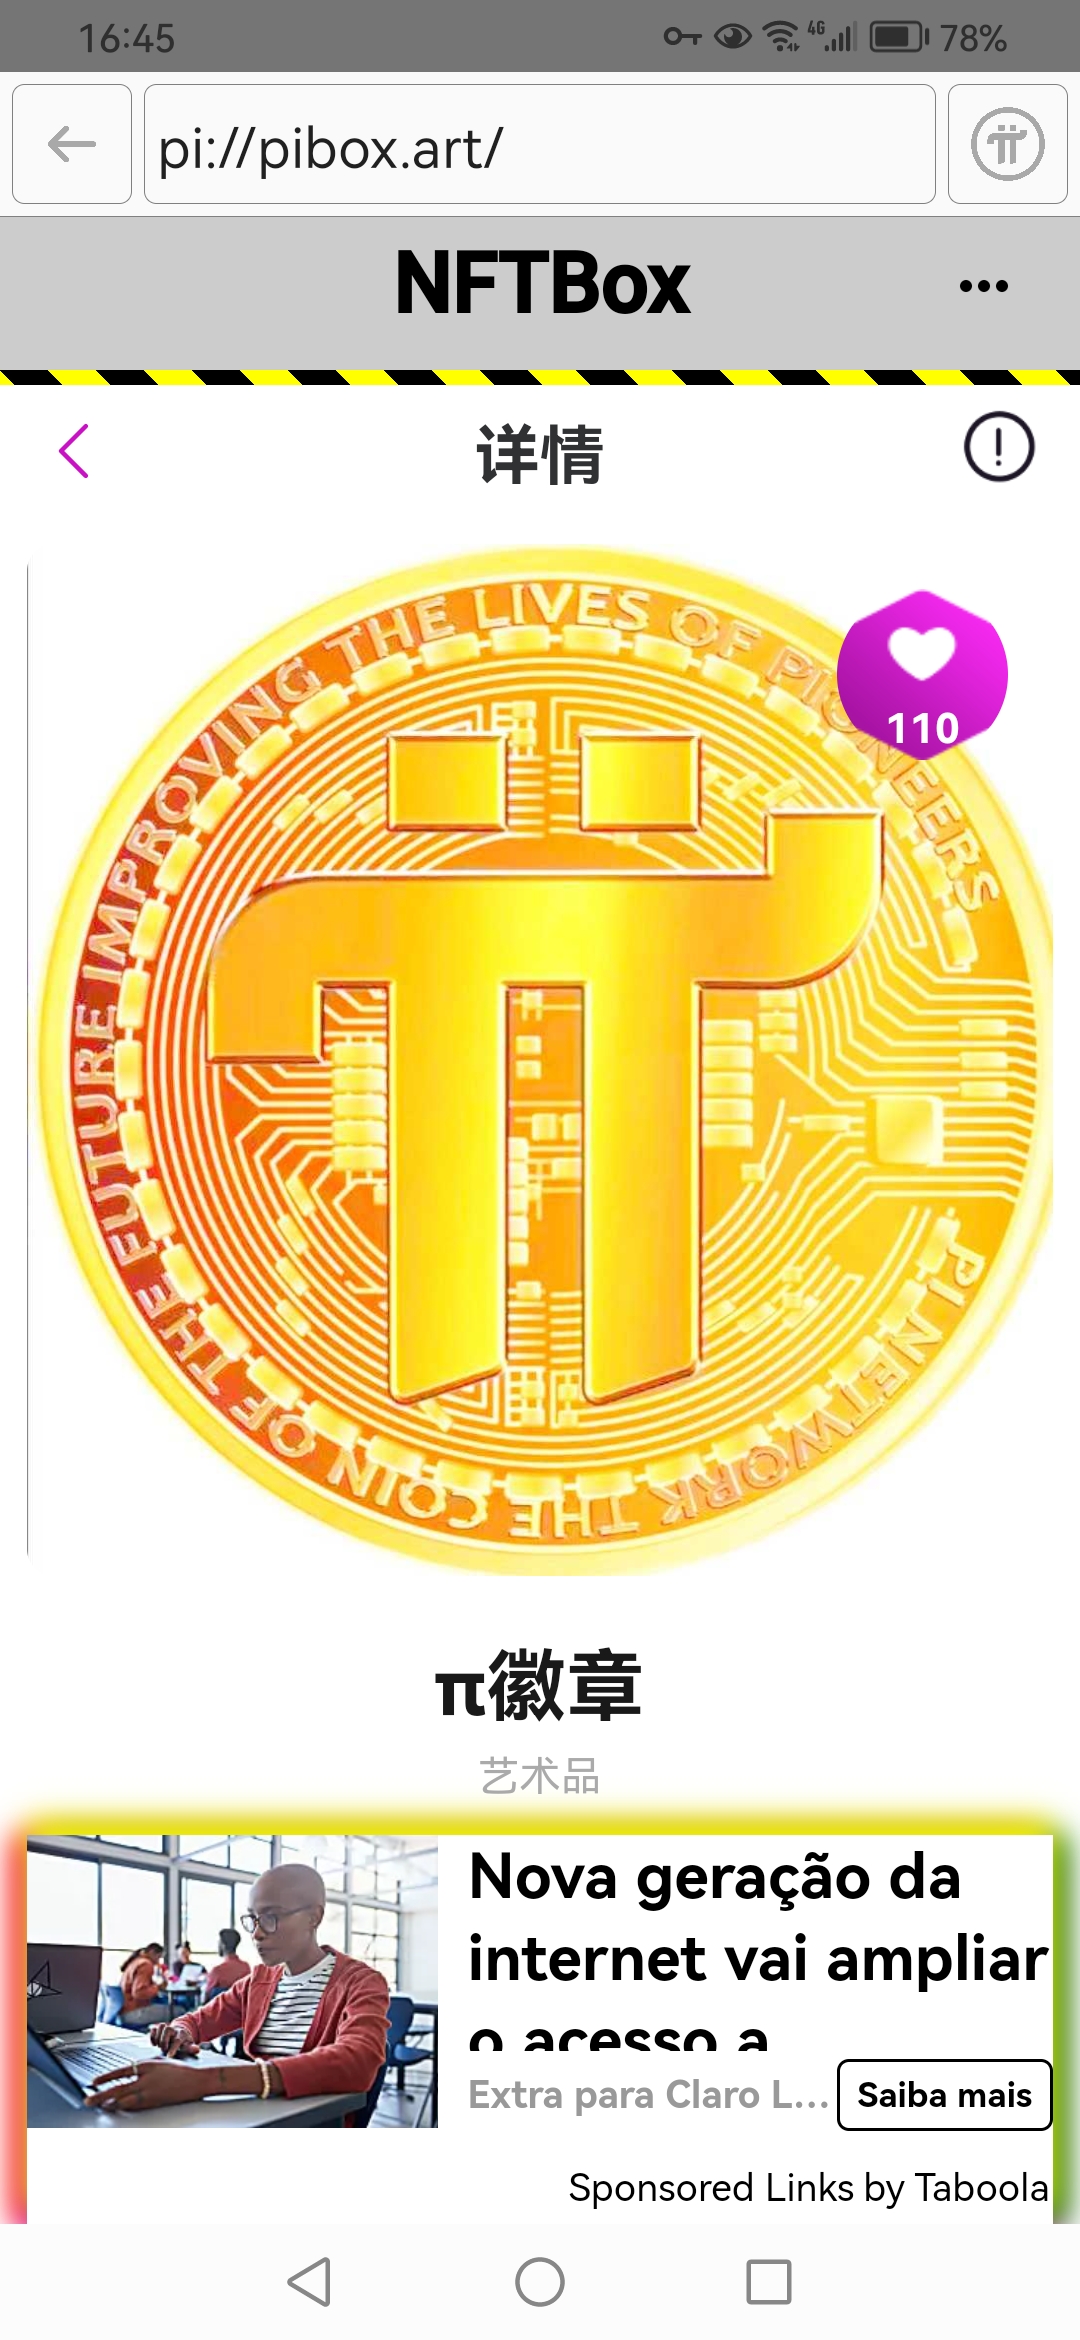 16:45
4G
78%
pi://pibox.art/
NFTBox
详情
110
IMPROVING THE LIVES OF PIONEERS
PI NETWORK THE COIN OF THE FUTURE
π徽章
艺术品
Nova geração da
internet vai ampliar
o acesso a
Extra para Claro L...
Saiba mais
Sponsored Links by Taboola